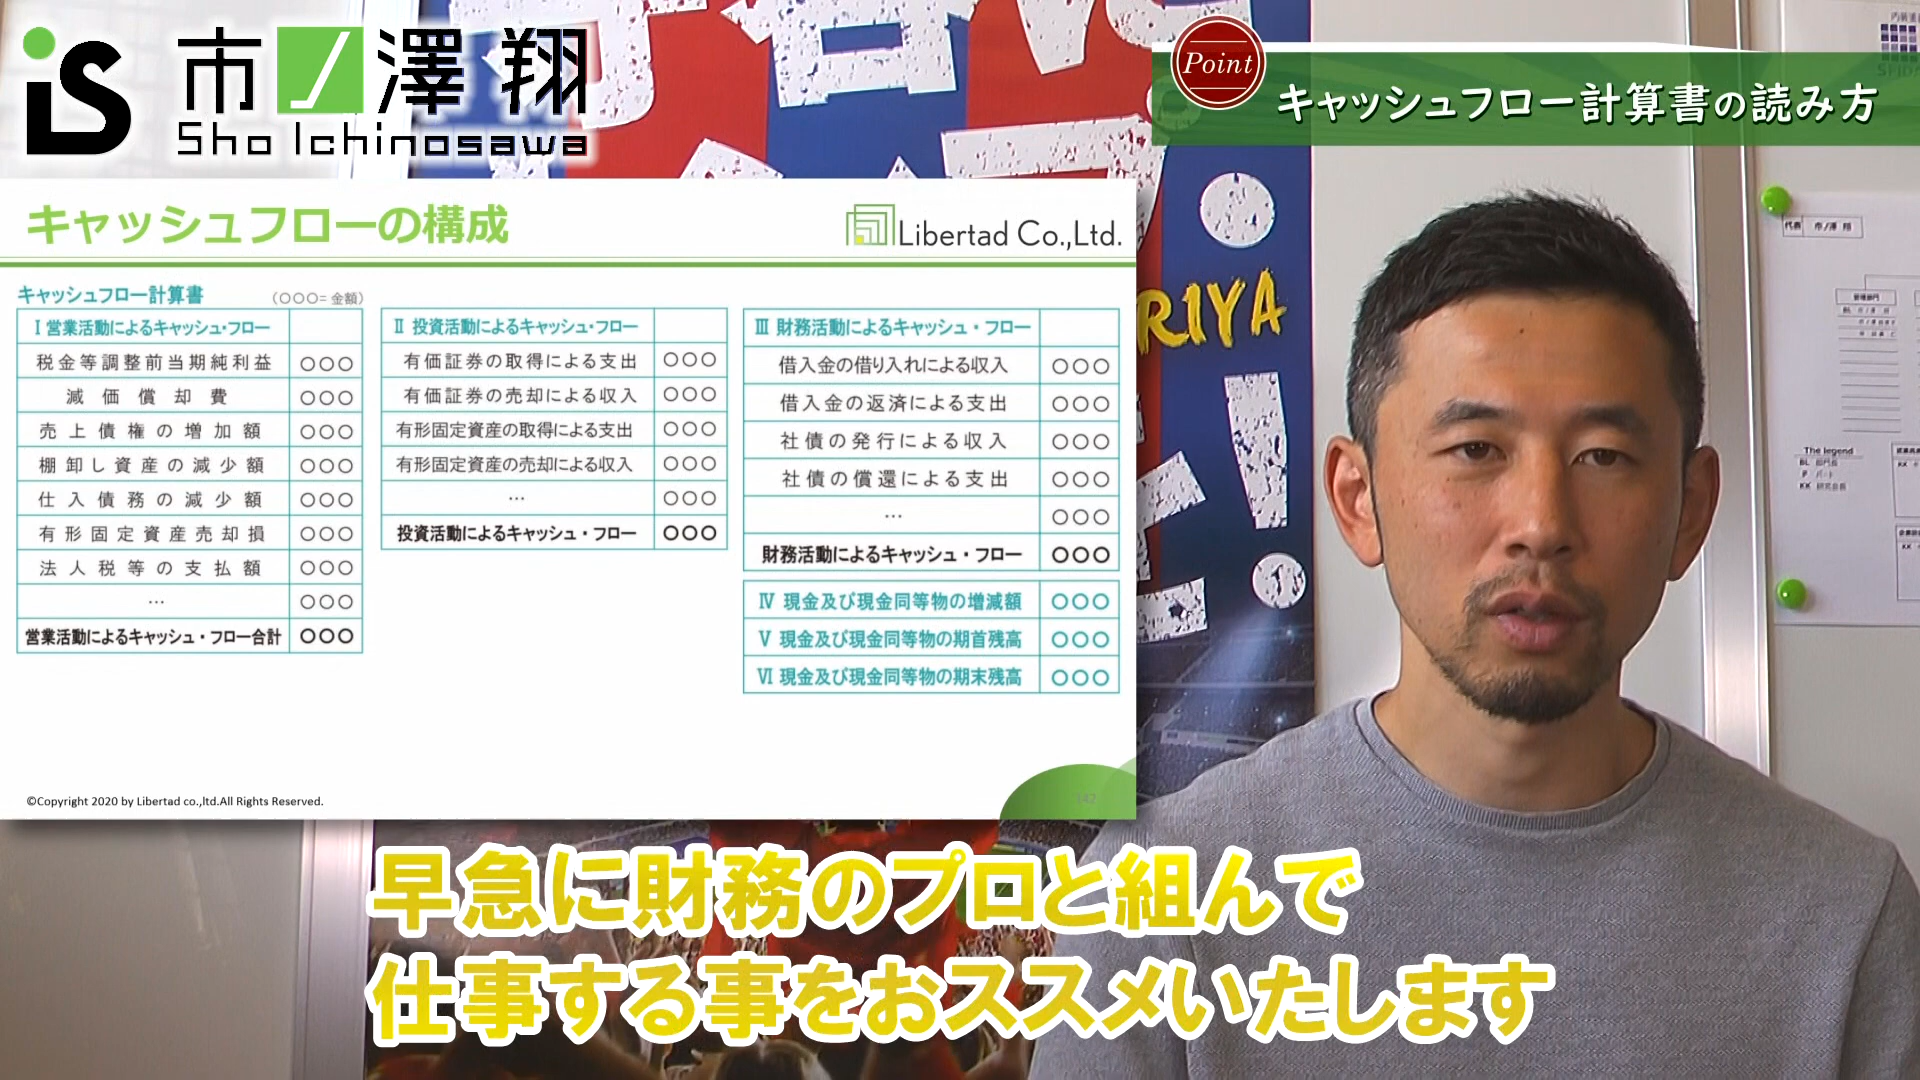 is 市ノ澤 翔
Sho Ichinosawa
Point
キャッシュフロー計算書の読み方
キャッシュフローの構成
Libertad Co.,Ltd.
キャッシュフロー計算書
（○○○= 金額）
Ⅰ 営業活動によるキャッシュ・フロー
税金等調整前当期純利益 ○○○
減価償却費 ○○○
売上債権の増加額 ○○○
棚卸し資産の減少額 ○○○
仕入債務の減少額 ○○○
有形固定資産売却損 ○○○
法人税等の支払額 ○○○
… ○○○
営業活動によるキャッシュ・フロー合計 ○○○
Ⅱ 投資活動によるキャッシュ・フロー
有価証券の取得による支出 ○○○
有価証券の売却による収入 ○○○
有形固定資産の取得による支出 ○○○
有形固定資産の売却による収入 ○○○
… ○○○
投資活動によるキャッシュ・フロー ○○○
Ⅲ 財務活動によるキャッシュ・フロー
借入金の借り入れによる収入 ○○○
借入金の返済による支出 ○○○
社債の発行による収入 ○○○
社債の償還による支出 ○○○
… ○○○
財務活動によるキャッシュ・フロー ○○○
Ⅳ 現金及び現金同等物の増減額 ○○○
Ⅴ 現金及び現金同等物の期首残高 ○○○
Ⅵ 現金及び現金同等物の期末残高 ○○○
©Copyright 2020 by Libertad co.,ltd.All Rights Reserved.
142
RIYA
代表 市ノ澤 翔
The legend
早急に財務のプロと組んで
仕事する事をおススメいたします